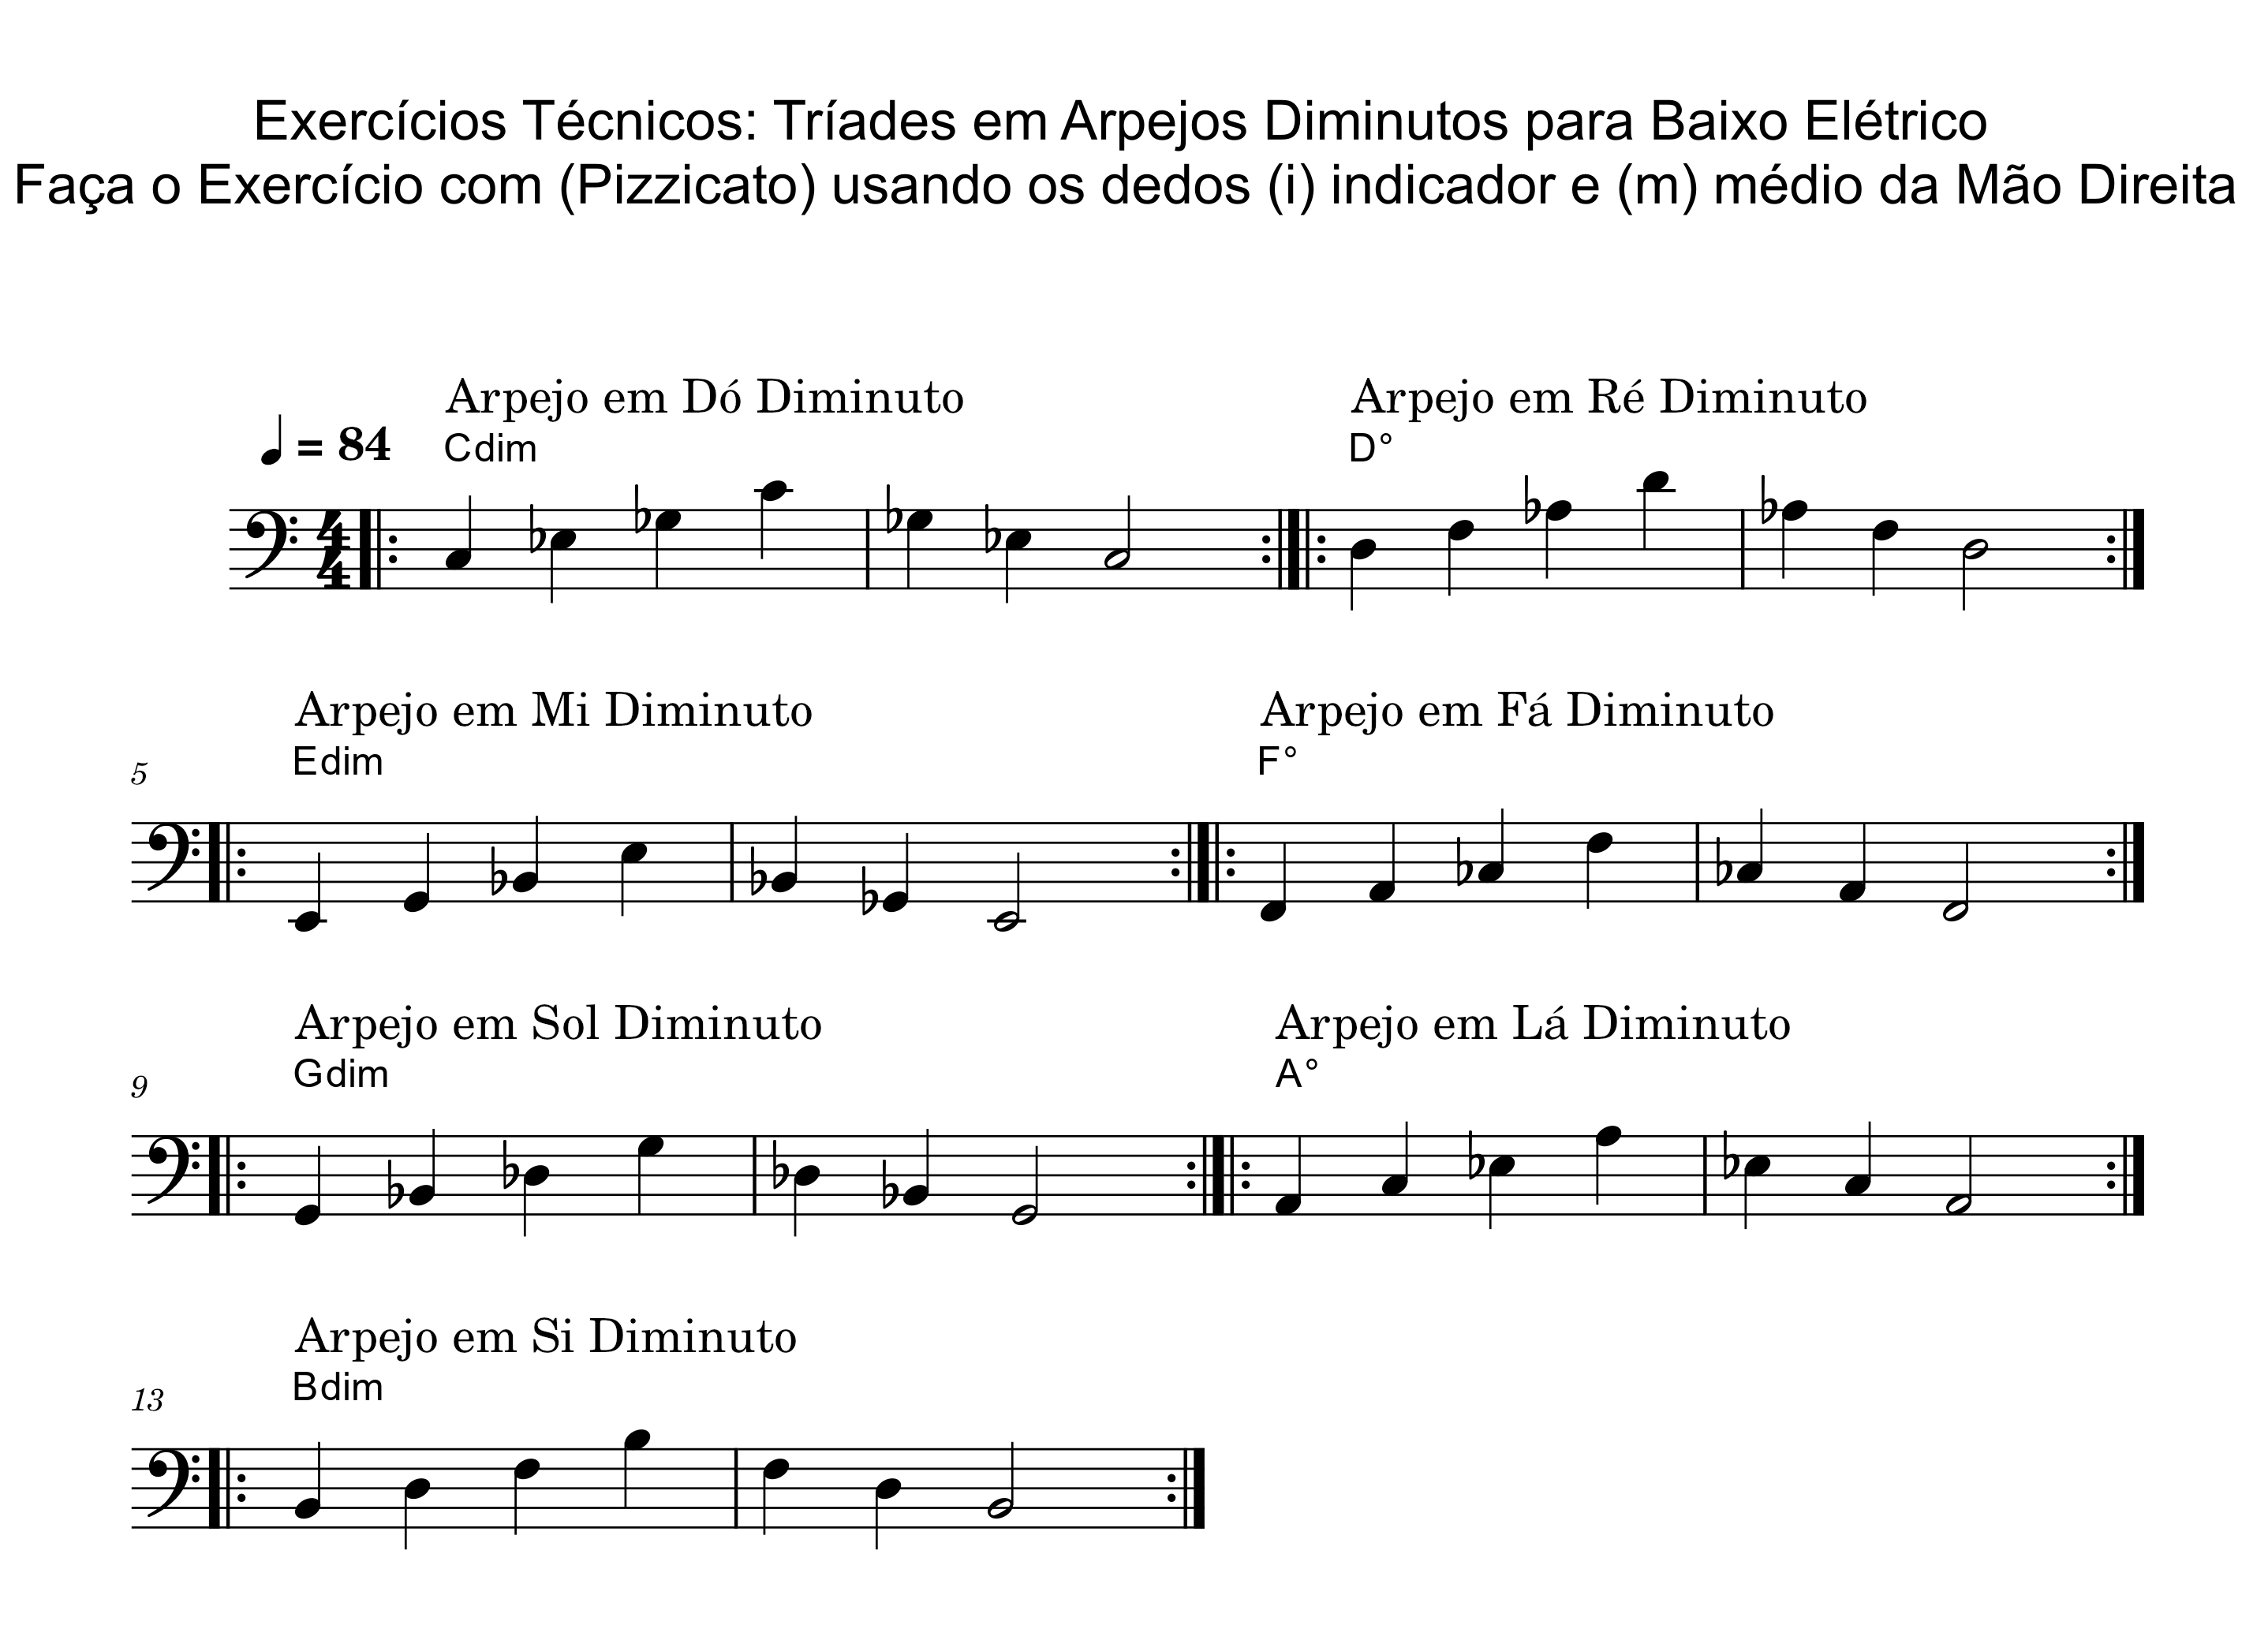 Exercícios Técnicos: Tríades em Arpejos Diminutos para Baixo Elétrico
Faça o Exercício com (Pizzicato) usando os dedos (i) indicador e (m) médio da Mão Direita
Arpejo em Dó Diminuto
Arpejo em Ré Diminuto
= 84
Cdim
D°
4
4
Arpejo em Mi Diminuto
Arpejo em Fá Diminuto
Edim
F°
5
Arpejo em Sol Diminuto
Arpejo em Lá Diminuto
Gdim
A°
9
Arpejo em Si Diminuto
Bdim
13